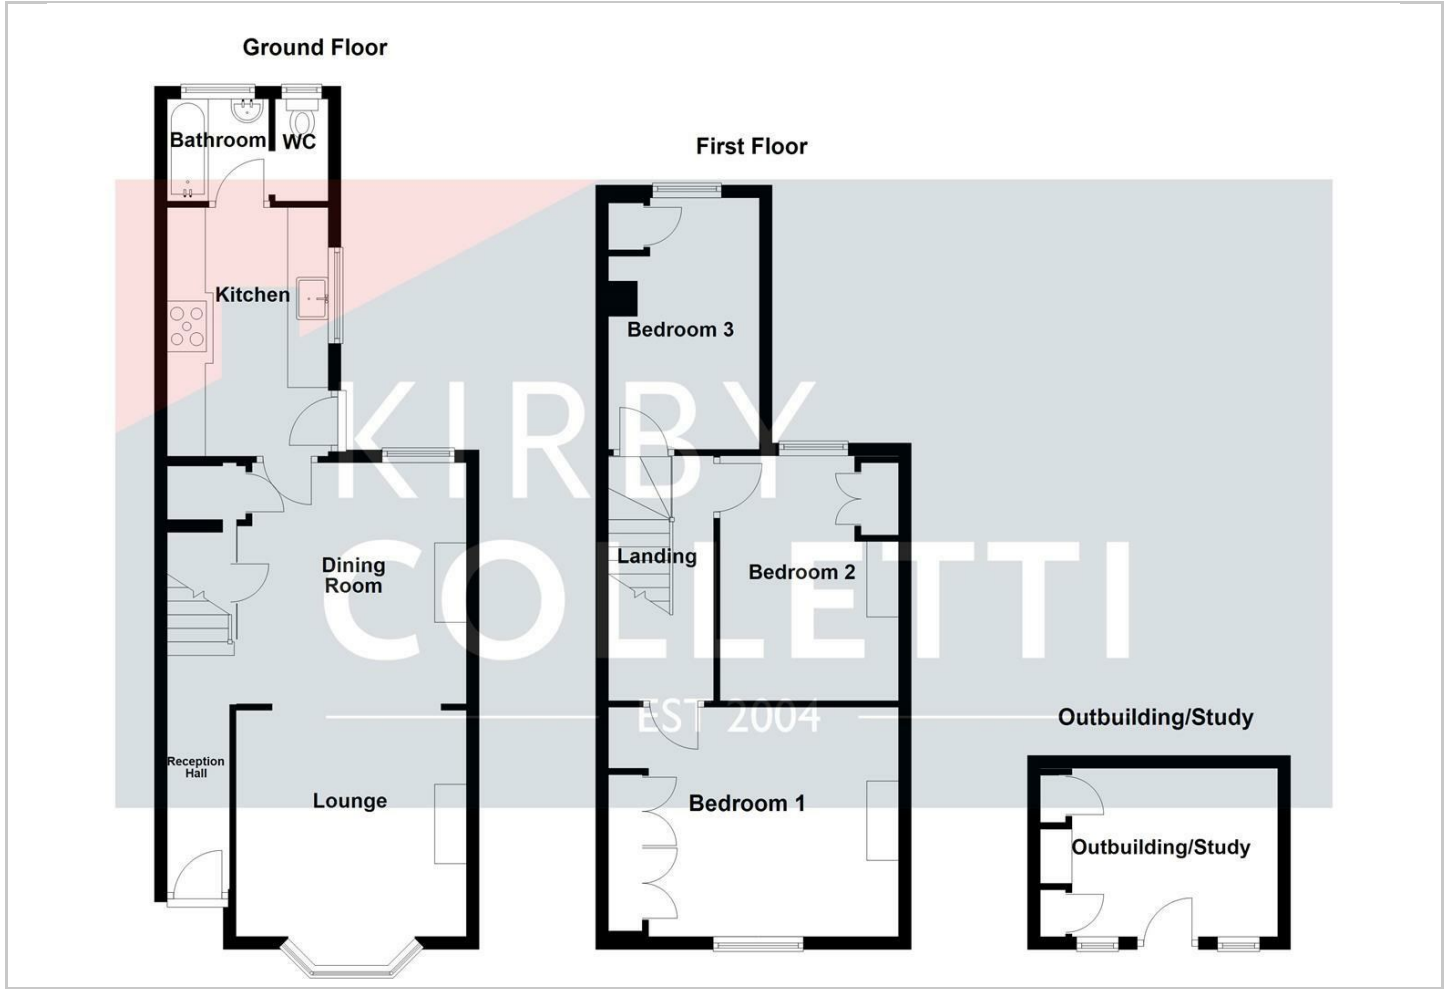 Ground Floor
Bathroom WC
Kitchen
Dining
Room
Reception
Hall
Lounge
First Floor
Bedroom 3
Landing
Bedroom 2
Bedroom 1
Outbuilding/Study
Outbuilding/Study
KIRBY
COLLETTI
EST 2004